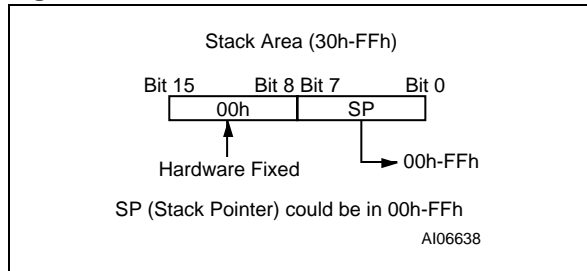 Stack Area (30h-FFh)
Bit 15 Bit 8 Bit 7 Bit 0
00h SP
Hardware Fixed 00h-FFh
SP (Stack Pointer) could be in 00h-FFh
AI06638